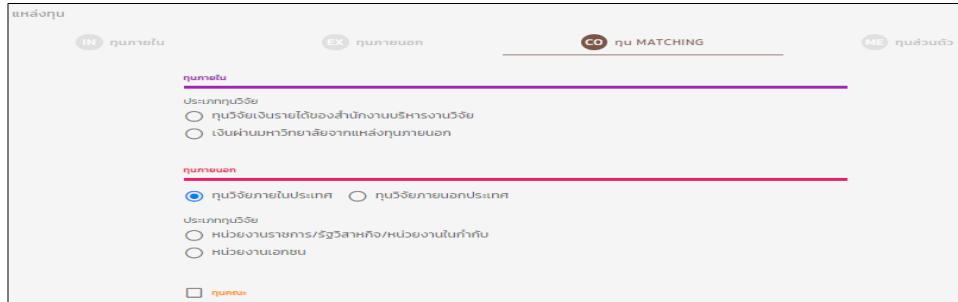 แหล่งทุน
IN ทุนภายใน EX ทุนภายนอก CO ทุน MATCHING ME ทุนส่วนตัว
ทุนภายใน
ประเภททุนวิจัย
ทุนวิจัยเงินรายได้ของสำนักงานบริหารงานวิจัย
เงินผ่านมหาวิทยาลัยจากแหล่งทุนภายนอก
ทุนภายนอก
ทุนวิจัยภายในประเทศ ทุนวิจัยภายนอกประเทศ
ประเภททุนวิจัย
หน่วยงานราชการ/รัฐวิสาหกิจ/หน่วยงานในกำกับ
หน่วยงานเอกชน
ทุนคณะ